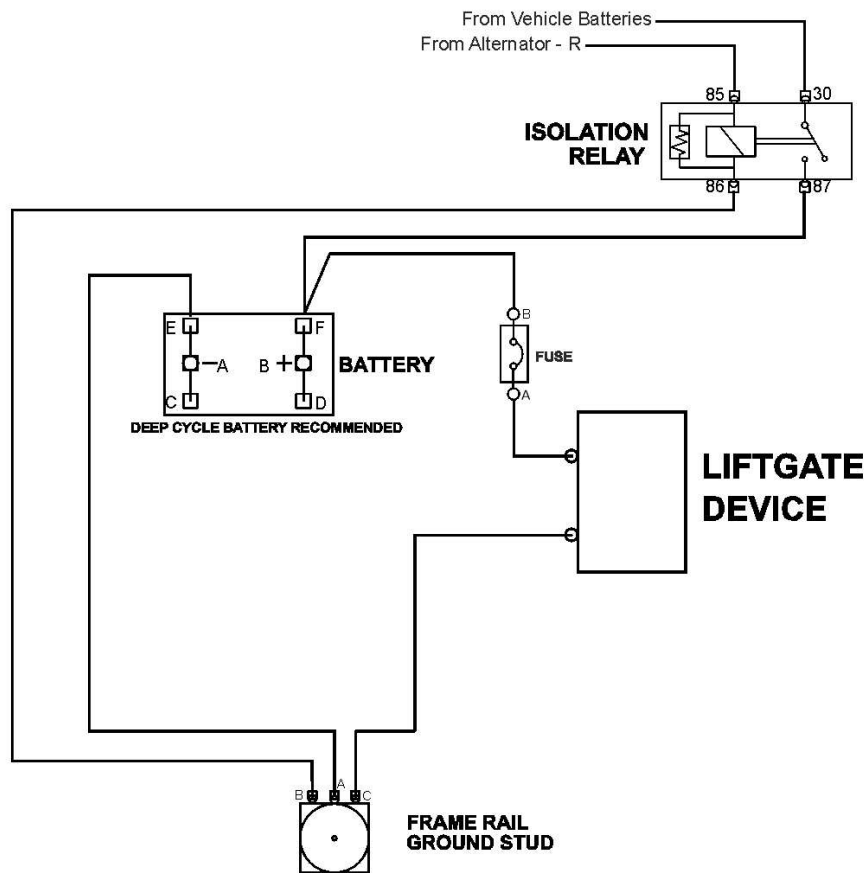 From Vehicle Batteries
From Alternator - R
85 30
ISOLATION
RELAY
86 87
E F
-A B + BATTERY
C D
DEEP CYCLE BATTERY RECOMMENDED
B
FUSE
A
LIFTGATE
DEVICE
B A C
FRAME RAIL
GROUND STUD